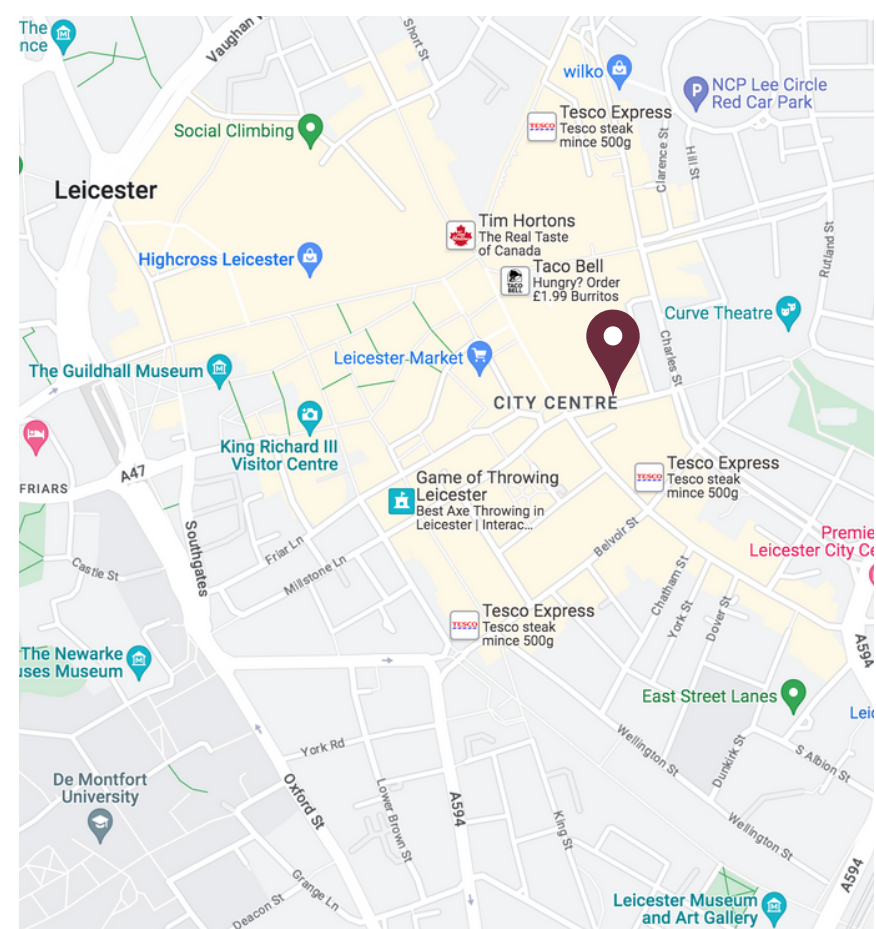 The
nce
Vaughan
Short St
wilko
NCP Lee Circle
Red Car Park
P
Tesco Express
Tesco steak
mince 500g
TESCO
Social Climbing
Clarence St
Hill St
Leicester
Tim Hortons
The Real Taste
of Canada
Rutland St
Highcross Leicester
Taco Bell
Hungry? Order
£1.99 Burritos
TACO
BELL
Curve Theatre
Charles St
Leicester Market
The Guildhall Museum
CITY CENTRE
King Richard III
Visitor Centre
A47
FRIARS
Tesco Express
Tesco steak
mince 500g
TESCO
Game of Throwing
Leicester
Best Axe Throwing in
Leicester | Interac...
Southgates
Friar Ln
Millstone Ln
Belvoir St
Premie
Leicester City Ce
Castle St
Chatham St
York St
Dover St
Tesco Express
Tesco steak
mince 500g
TESCO
A594
The Newarke
uses Museum
East Street Lanes
Leic
York Rd
Wellington St
Dunkirk St
S Albion St
De Montfort
University
Oxford St
Lower Brown St
A594
King St
Wellington St
Grange Ln
Deacon St
A594
Leicester Museum
and Art Gallery